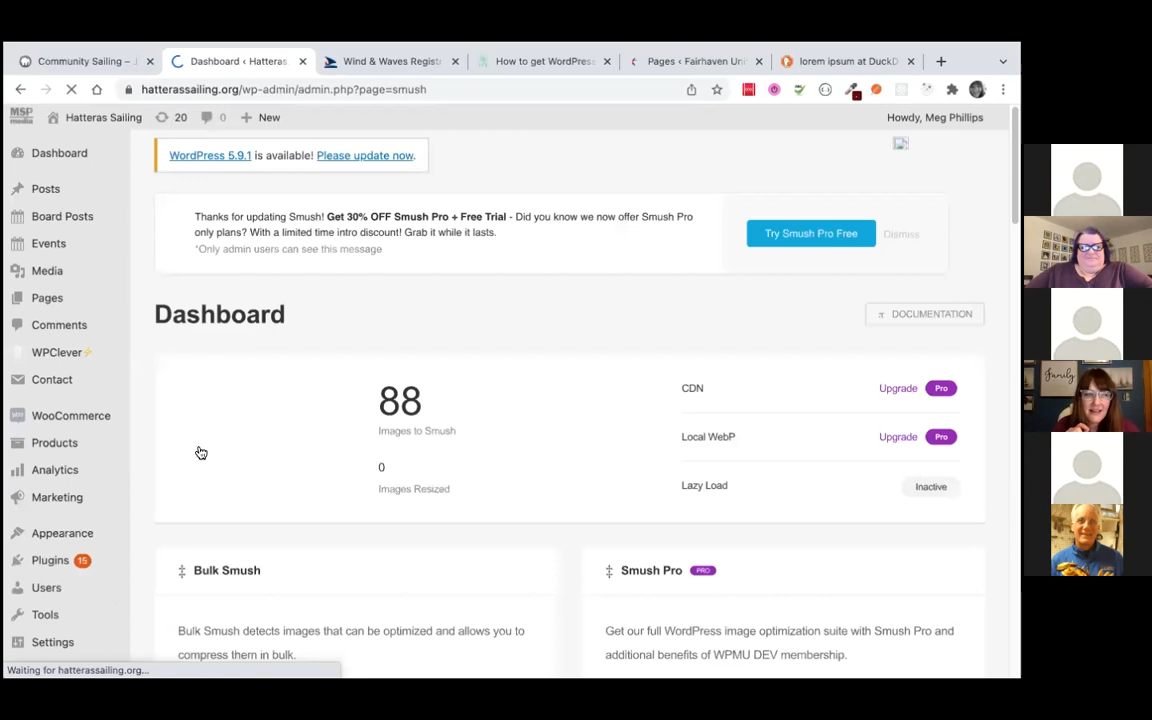 Community Sailing –
Dashboard ‹ Hatteras
Wind & Waves Regist
How to get WordPress
Pages ‹ Fairhaven Uni
lorem ipsum at DuckD
hatterassailing.org/wp-admin/admin.php?page=smush
MSP media
Hatteras Sailing
20
0
New
Howdy, Meg Phillips
Dashboard
Posts
Board Posts
Events
Media
Pages
Comments
WPClever⚡
Contact
WooCommerce
Products
Analytics
Marketing
Appearance
Plugins 15
Users
Tools
Settings
WordPress 5.9.1 is available! Please update now.
Thanks for updating Smush! Get 30% OFF Smush Pro + Free Trial - Did you know we now offer Smush Pro
only plans? With a limited time intro discount! Grab it while it lasts.
*Only admin users can see this message
Try Smush Pro Free
Dismiss
Dashboard
DOCUMENTATION
88
Images to Smush
0
Images Resized
CDN
Upgrade
Pro
Local WebP
Upgrade
Pro
Lazy Load
Inactive
Bulk Smush
Bulk Smush detects images that can be optimized and allows you to
compress them in bulk.
Smush Pro PRO
Get our full WordPress image optimization suite with Smush Pro and
additional benefits of WPMU DEV membership.
Waiting for hatterassailing.org...
Family